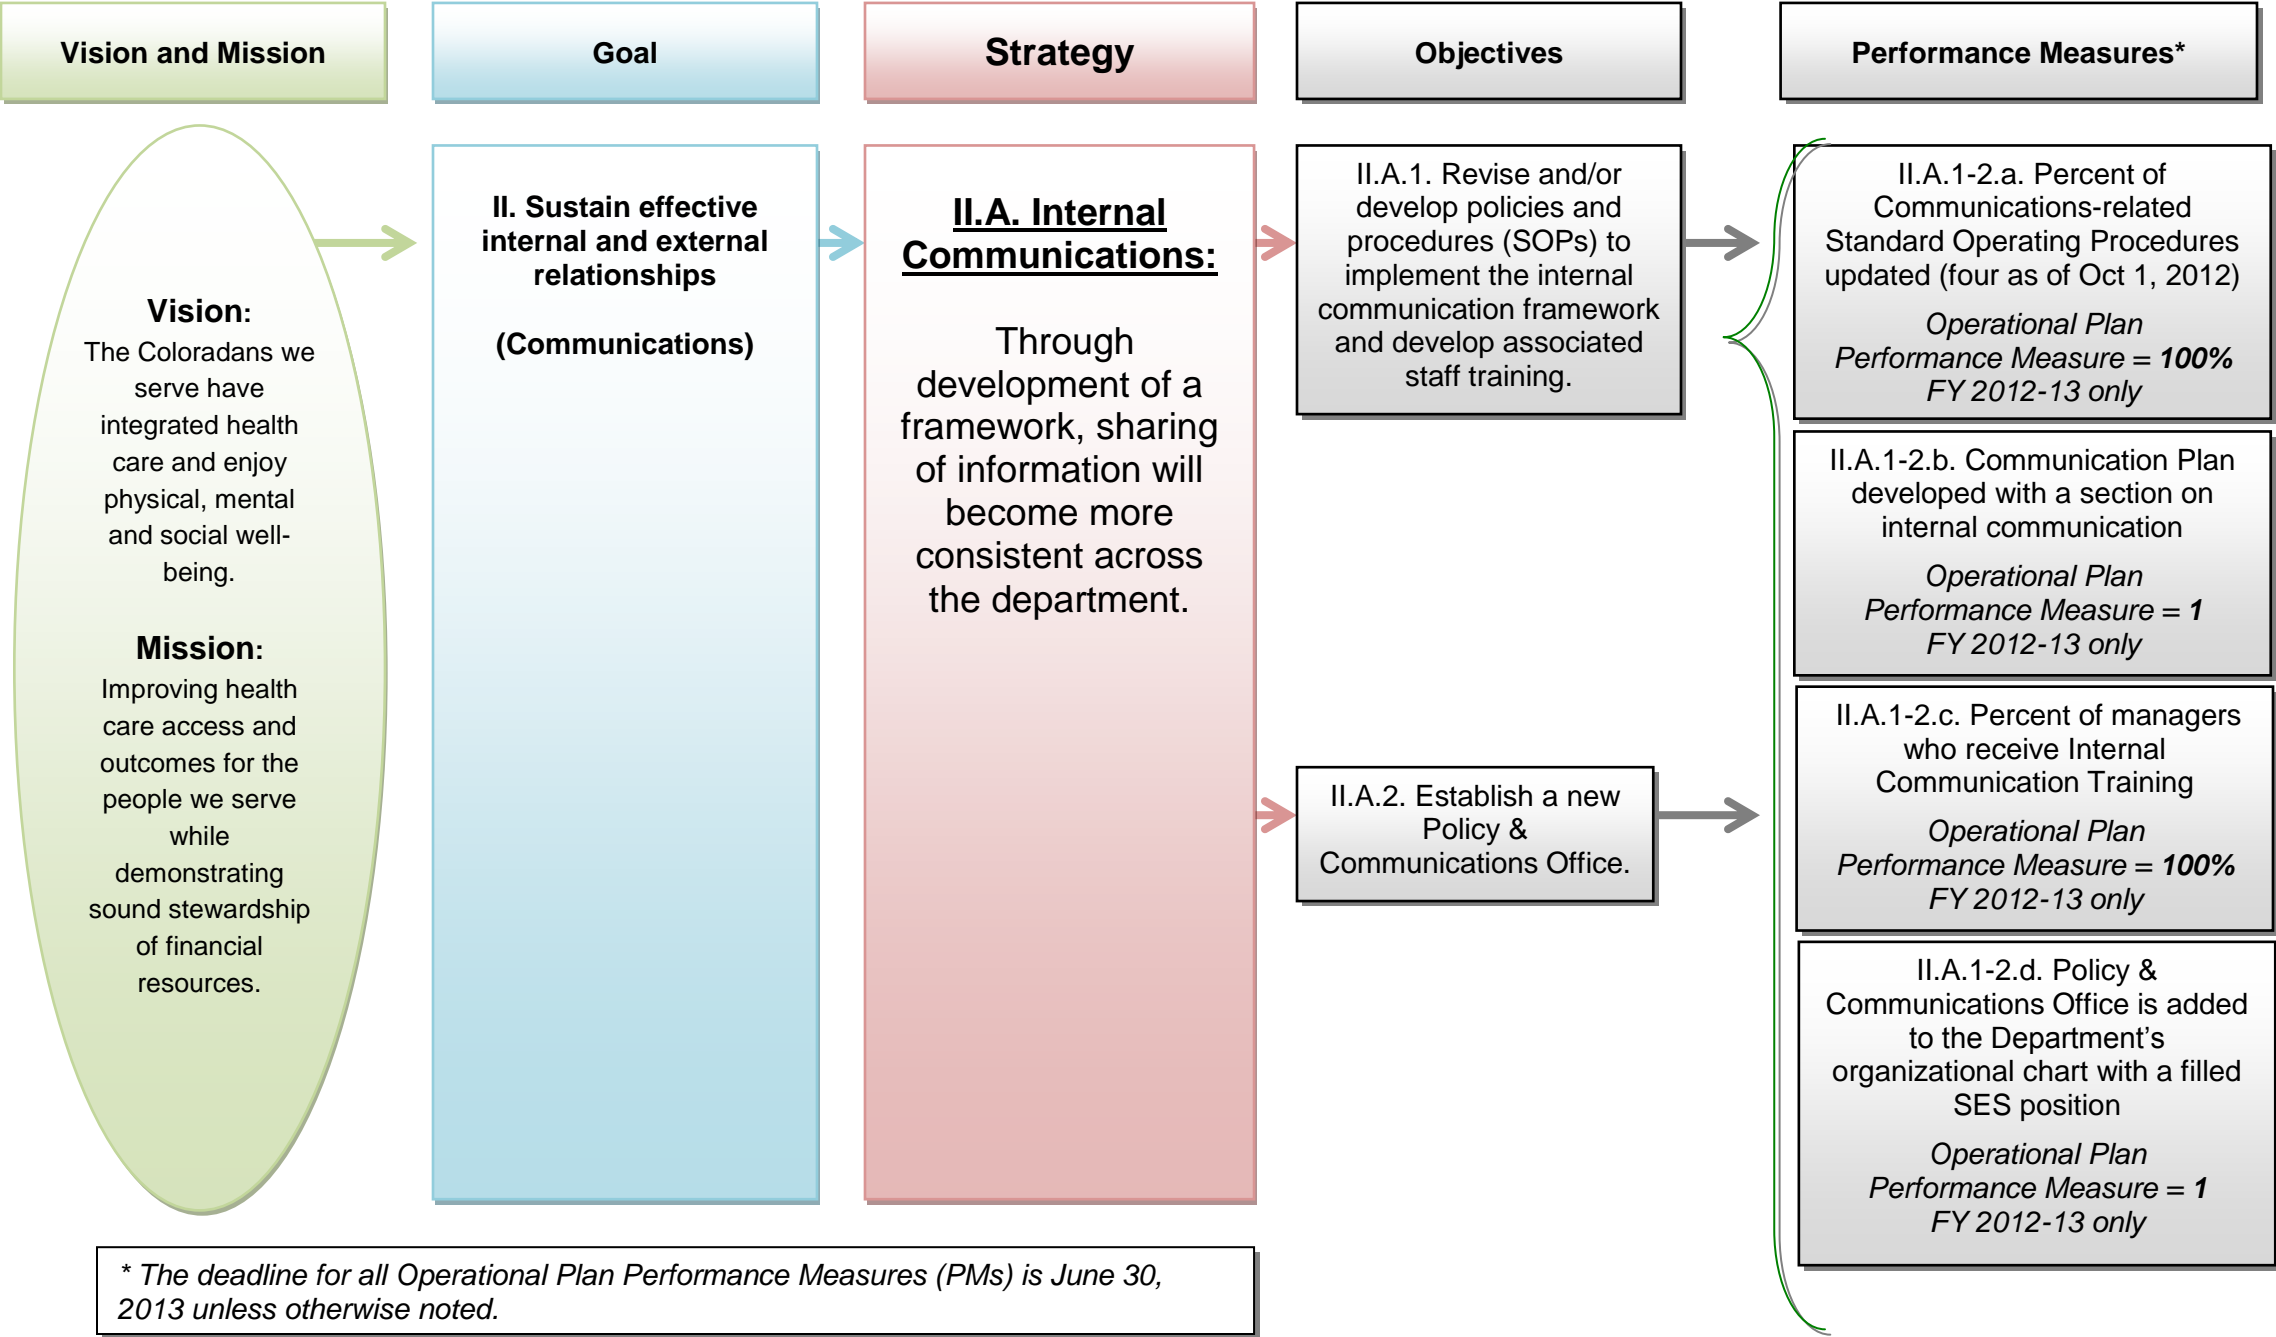 Vision and Mission
Goal
Strategy
Objectives
Performance Measures*
Vision:
The Coloradans we
serve have
integrated health
care and enjoy
physical, mental
and social well-
being.
Mission:
Improving health
care access and
outcomes for the
people we serve
while
demonstrating
sound stewardship
of financial
resources.
II. Sustain effective
internal and external
relationships
(Communications)
II.A. Internal
Communications:
Through
development of a
framework, sharing
of information will
become more
consistent across
the department.
II.A.1. Revise and/or
develop policies and
procedures (SOPs) to
implement the internal
communication framework
and develop associated
staff training.
II.A.2. Establish a new
Policy &
Communications Office.
II.A.1-2.a. Percent of
Communications-related
Standard Operating Procedures
updated (four as of Oct 1, 2012)
Operational Plan
Performance Measure = 100%
FY 2012-13 only
II.A.1-2.b. Communication Plan
developed with a section on
internal communication
Operational Plan
Performance Measure = 1
FY 2012-13 only
II.A.1-2.c. Percent of managers
who receive Internal
Communication Training
Operational Plan
Performance Measure = 100%
FY 2012-13 only
II.A.1-2.d. Policy &
Communications Office is added
to the Department’s
organizational chart with a filled
SES position
Operational Plan
Performance Measure = 1
FY 2012-13 only
* The deadline for all Operational Plan Performance Measures (PMs) is June 30,
2013 unless otherwise noted.